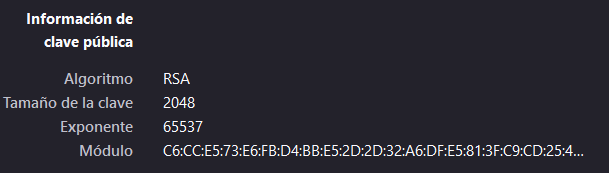 Información de
clave pública
Algoritmo RSA
Tamaño de la clave 2048
Exponente 65537
Módulo C6:CC:E5:73:E6:FB:D4:BB:E5:2D:2D:32:A6:DF:E5:81:3F:C9:CD:25:4...